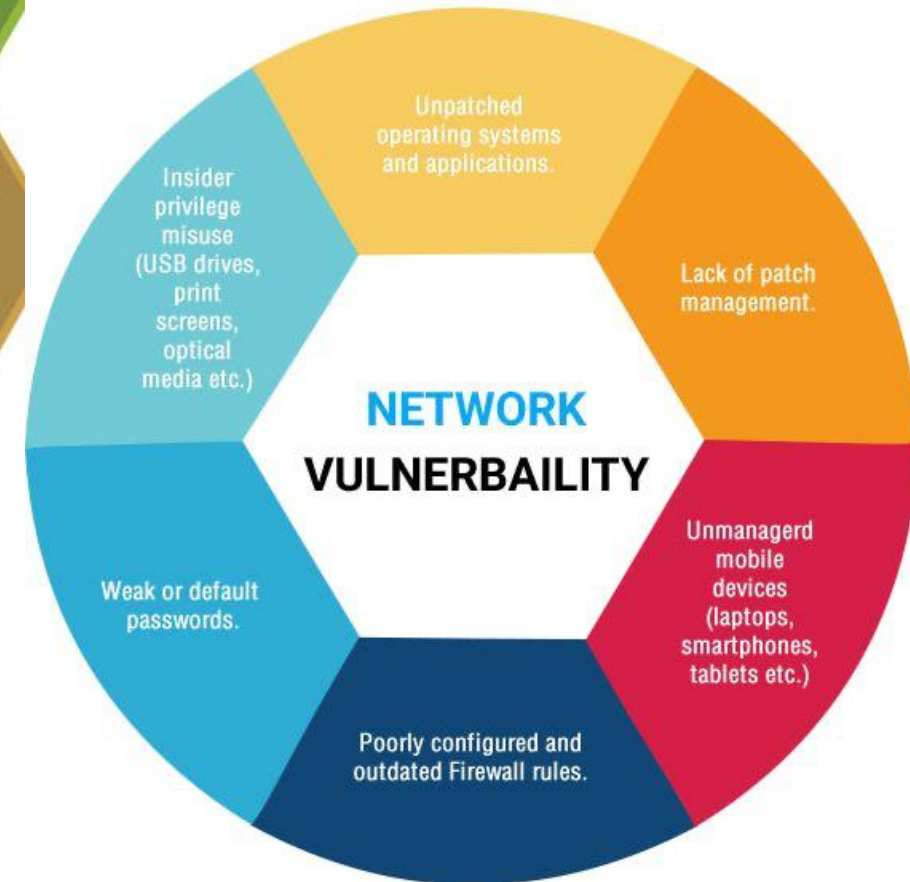 Unpatched
operating systems
and applications.
Lack of patch
management.
Unmanagerd
mobile
devices
(laptops,
smartphones,
tablets etc.)
Poorly configured and
outdated Firewall rules.
Weak or default
passwords.
Insider
privilege
misuse
(USB drives,
print
screens,
optical
media etc.)
NETWORK
VULNERBAILITY